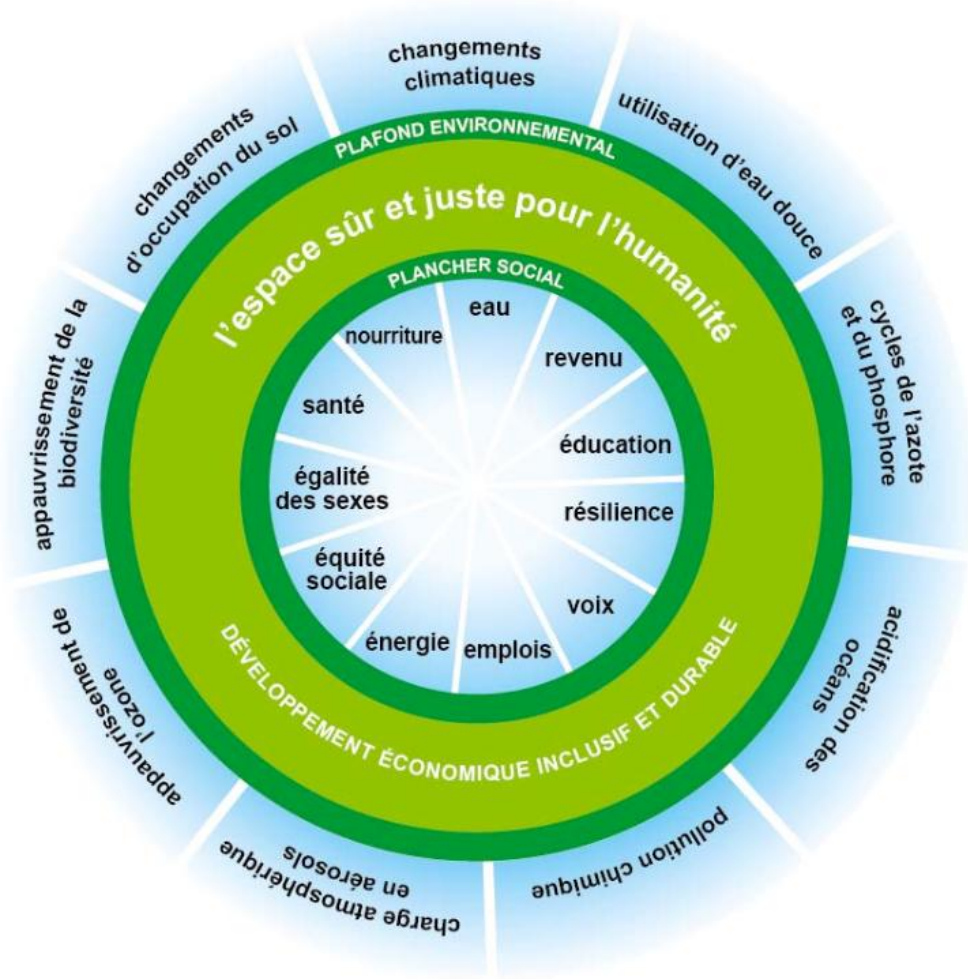 changements
climatiques
utilisation d'eau douce
cycles de l'azote
et du phosphore
acidification des
océans
pollution chimique
charge atmosphérique
en aérosols
appauvrissement de
l'ozone
appauvrissement de la
biodiversité
changements
d'occupation du sol
PLAFOND ENVIRONNEMENTAL
l'espace sûr et juste pour l'humanité
PLANCHER SOCIAL
eau
revenu
éducation
résilience
voix
emplois
énergie
équité
sociale
égalité
des sexes
santé
nourriture
DÉVELOPPEMENT ÉCONOMIQUE INCLUSIF ET DURABLE